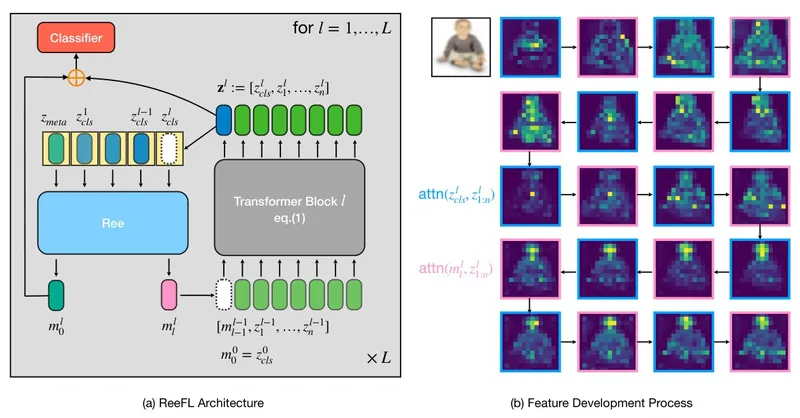 for l = 1,…,L
Classifier
z^l := [z^l_cls, z^l_1, …, z^l_n]
z_meta z^1_cls z^{l-1}_cls z^l_cls
Ree
Transformer Block l
eq.(1)
m^l_0
m^l_l
[m^{l-1}_{l-1}, z^{l-1}_1, …, z^{l-1}_n]
m^0_0 = z^0_cls
× L
(a) ReeFL Architecture
attn(z^l_cls, z^l_{1:n})
attn(m^l_l, z^l_{1:n})
(b) Feature Development Process